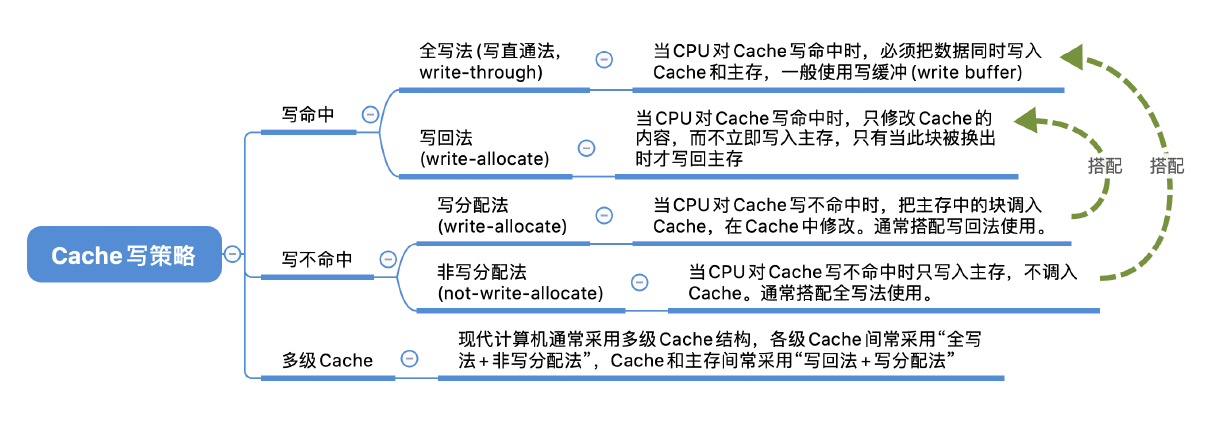 Cache写策略
写命中
全写法(写直通法,
write-through)
当CPU对Cache写命中时，必须把数据同时写入
Cache和主存，一般使用写缓冲(write buffer)
写回法
(write-allocate)
当CPU对Cache写命中时，只修改Cache的
内容，而不立即写入主存，只有当此块被换出
时才写回主存
写不命中
写分配法
(write-allocate)
当CPU对Cache写不命中时，把主存中的块调入
Cache，在Cache中修改。通常搭配写回法使用。
非写分配法
(not-write-allocate)
当CPU对Cache写不命中时只写入主存，不调入
Cache。通常搭配全写法使用。
搭配
搭配
多级Cache
现代计算机通常采用多级Cache结构，各级Cache间常采用“全写
法+非写分配法”，Cache和主存间常采用“写回法+写分配法”